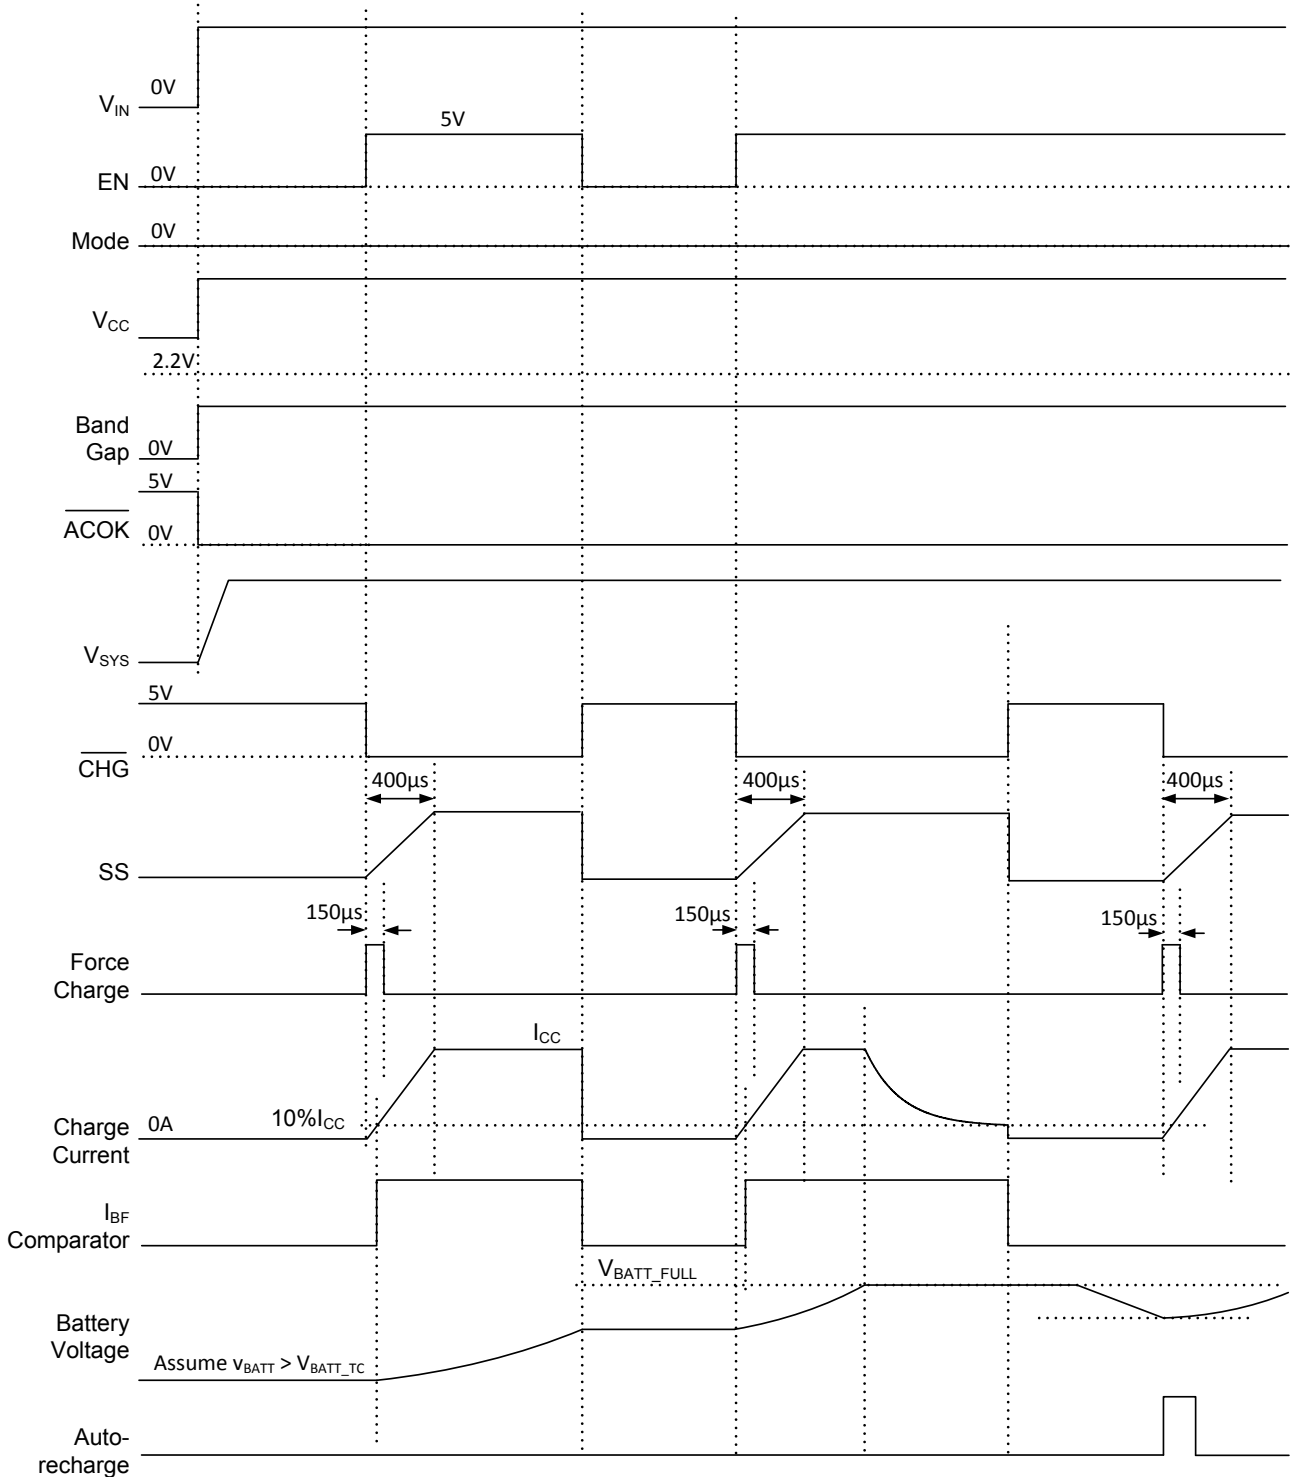 0V
VIN
5V
0V
EN
0V
Mode
VCC
2.2V
Band
Gap
0V
5V
ACOK
0V
VSYS
5V
0V
CHG
400µs
400µs
400µs
SS
150µs
150µs
150µs
Force
Charge
ICC
10%ICC
0A
Charge
Current
IBF
Comparator
VBATT_FULL
Battery
Voltage
Assume vBATT > VBATT_TC
Auto-
recharge